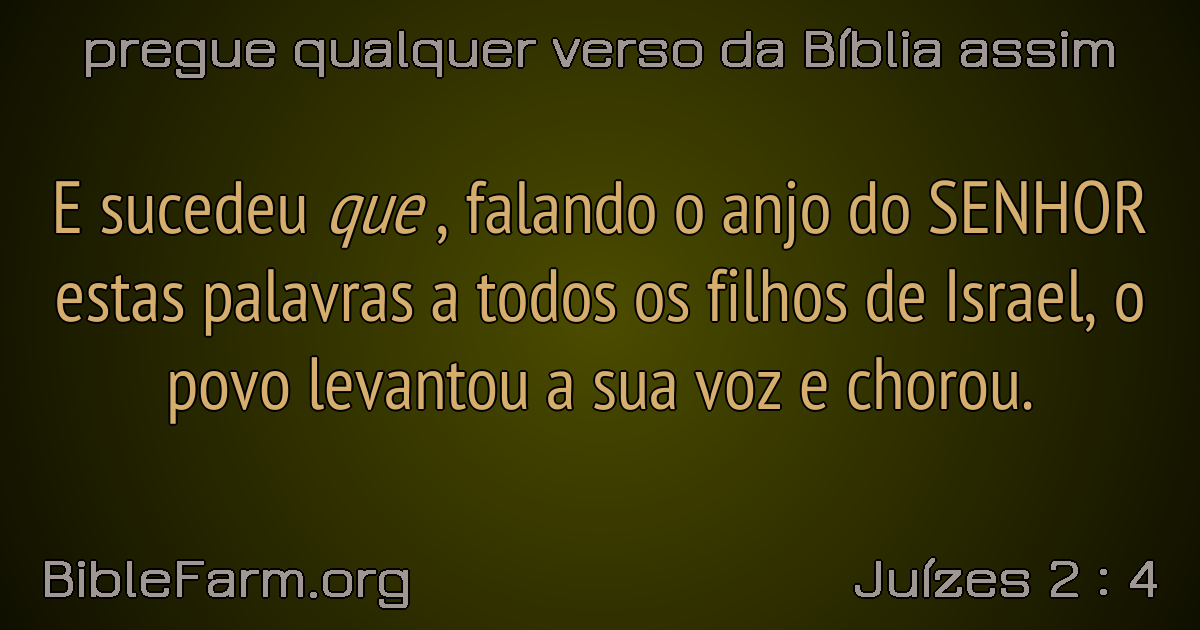 pregue qualquer verso da Bíblia assim
E sucedeu que , falando o anjo do SENHOR
estas palavras a todos os filhos de Israel, o
povo levantou a sua voz e chorou.
BibleFarm.org
Juízes 2 : 4